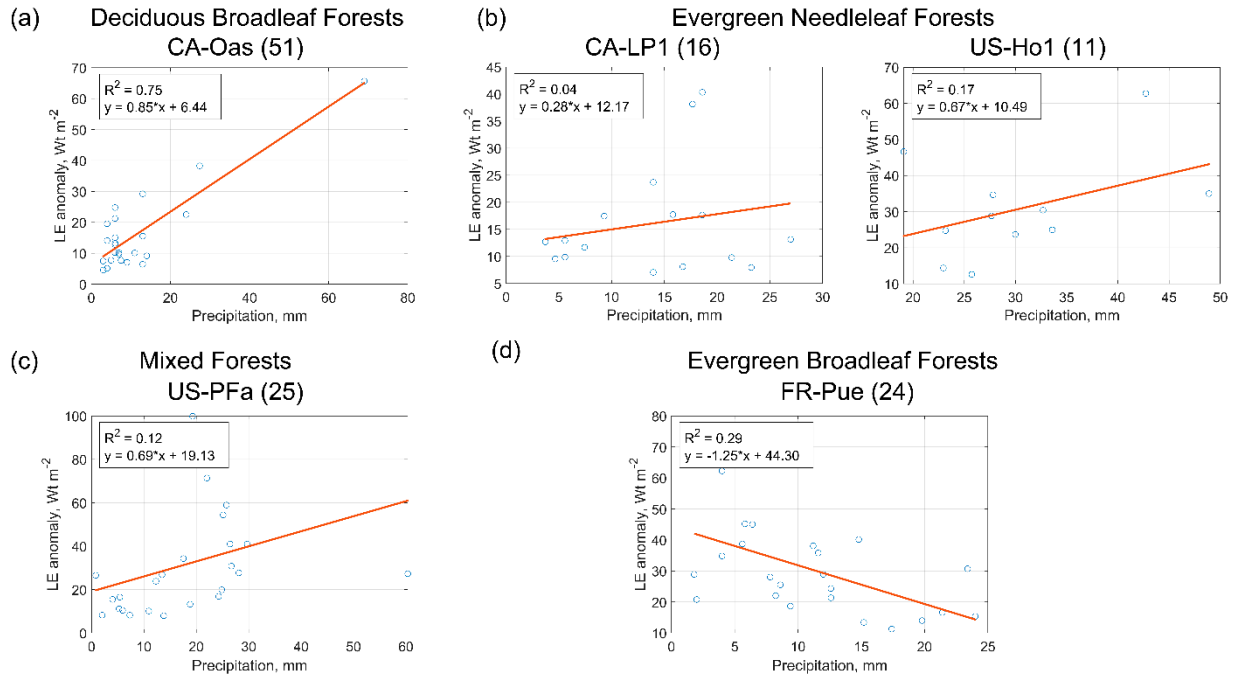 (a)
Deciduous Broadleaf Forests
CA-Oas (51)
R² = 0.75
y = 0.85*x + 6.44
LE anomaly, Wt m⁻²
70
60
50
40
30
20
10
0
0 20 40 60 80
Precipitation, mm
(b)
Evergreen Needleleaf Forests
CA-LP1 (16)
R² = 0.04
y = 0.28*x + 12.17
LE anomaly, Wt m⁻²
45
40
35
30
25
20
15
10
5
0 5 10 15 20 25 30
Precipitation, mm
US-Ho1 (11)
R² = 0.17
y = 0.67*x + 10.49
LE anomaly, Wt m⁻²
70
60
50
40
30
20
10
20 25 30 35 40 45 50
Precipitation, mm
(c)
Mixed Forests
US-PFa (25)
R² = 0.12
y = 0.69*x + 19.13
LE anomaly, Wt m⁻²
100
80
60
40
20
0
0 10 20 30 40 50 60
Precipitation, mm
(d)
Evergreen Broadleaf Forests
FR-Pue (24)
R² = 0.29
y = -1.25*x + 44.30
LE anomaly, Wt m⁻²
80
70
60
50
40
30
20
10
0 5 10 15 20 25
Precipitation, mm